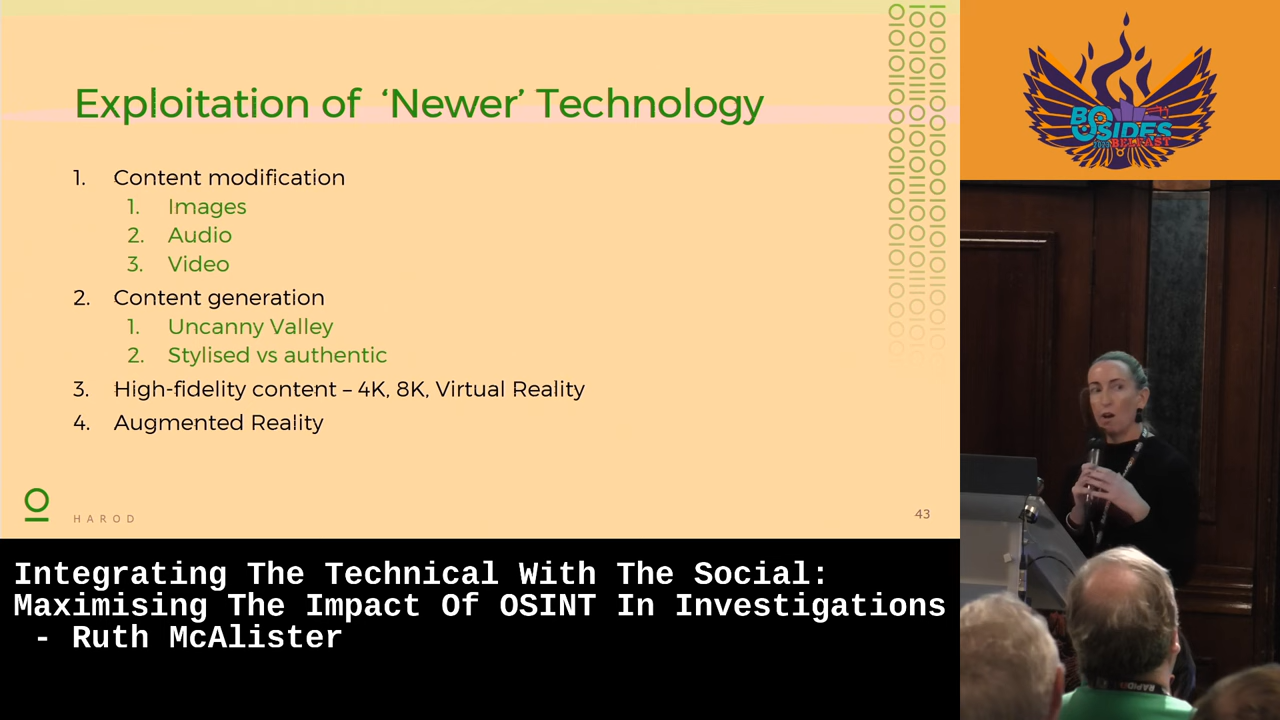 Exploitation of ‘Newer’ Technology
1. Content modification
1. Images
2. Audio
3. Video
2. Content generation
1. Uncanny Valley
2. Stylised vs authentic
3. High-fidelity content – 4K, 8K, Virtual Reality
4. Augmented Reality
HAROD
43
BSIDES
BELFAST
Integrating The Technical With The Social:
Maximising The Impact Of OSINT In Investigations
- Ruth McAlister